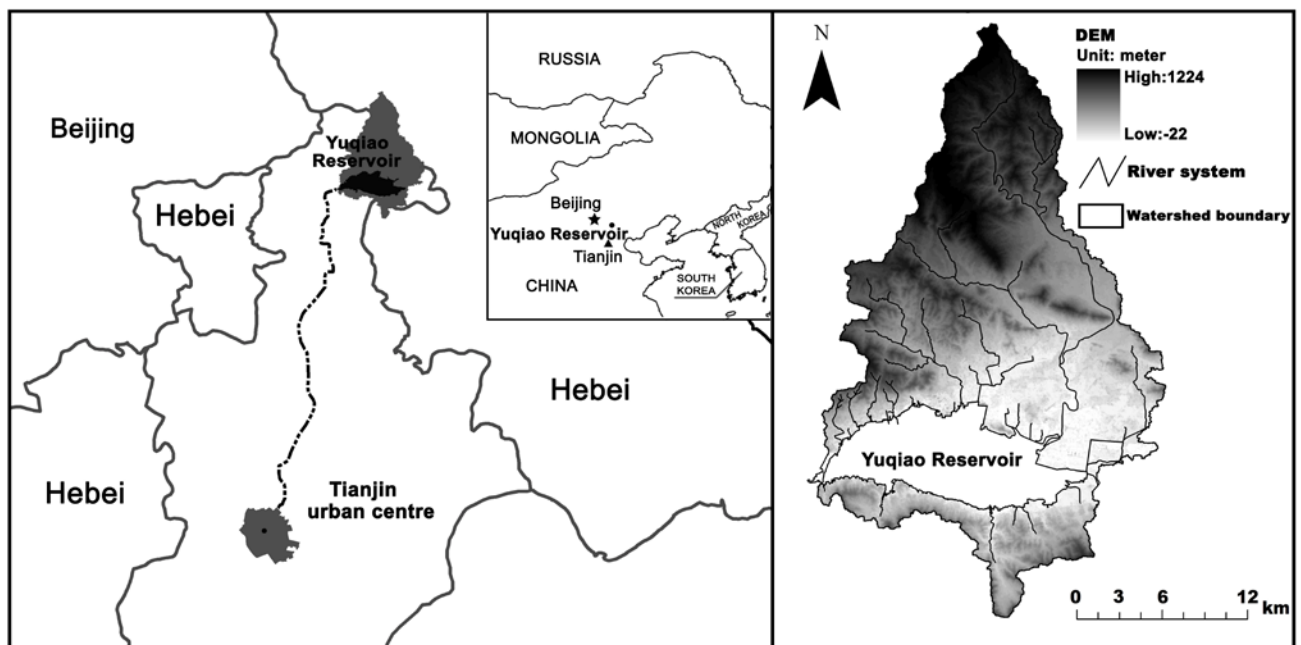 Beijing
Yuqiao
Reservoir
Hebei
Hebei
Hebei
Tianjin
urban centre
RUSSIA
MONGOLIA
Beijing
Yuqiao Reservoir
Tianjin
CHINA
NORTH
KOREA
SOUTH
KOREA
N
DEM
Unit: meter
High:1224
Low:-22
River system
Watershed boundary
Yuqiao Reservoir
0 3 6 12
km